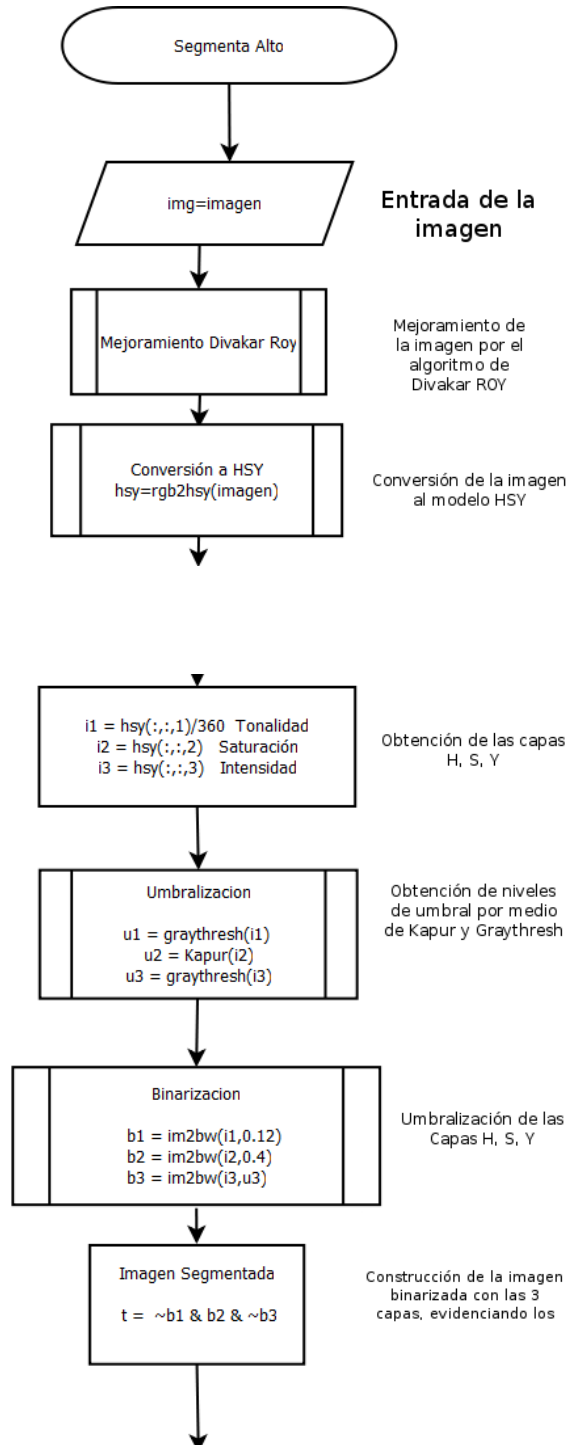 Segmenta Alto
img=imagen
Entrada de la
imagen
Mejoramiento Divakar Roy
Mejoramiento de
la imagen por el
algoritmo de
Divakar ROY
Conversión a HSY
hsy=rgb2hsy(imagen)
Conversión de la imagen
al modelo HSY
i1 = hsy(:,:,1)/360 Tonalidad
i2 = hsy(:,:,2) Saturación
i3 = hsy(:,:,3) Intensidad
Obtención de las capas
H, S, Y
Umbralizacion
u1 = graythresh(i1)
u2 = Kapur(i2)
u3 = graythresh(i3)
Obtención de niveles
de umbral por medio
de Kapur y Graythresh
Binarizacion
b1 = im2bw(i1,0.12)
b2 = im2bw(i2,0.4)
b3 = im2bw(i3,u3)
Umbralización de las
Capas H, S, Y
Imagen Segmentada
t = ~b1 & b2 & ~b3
Construcción de la imagen
binarizada con las 3
capas, evidenciando los